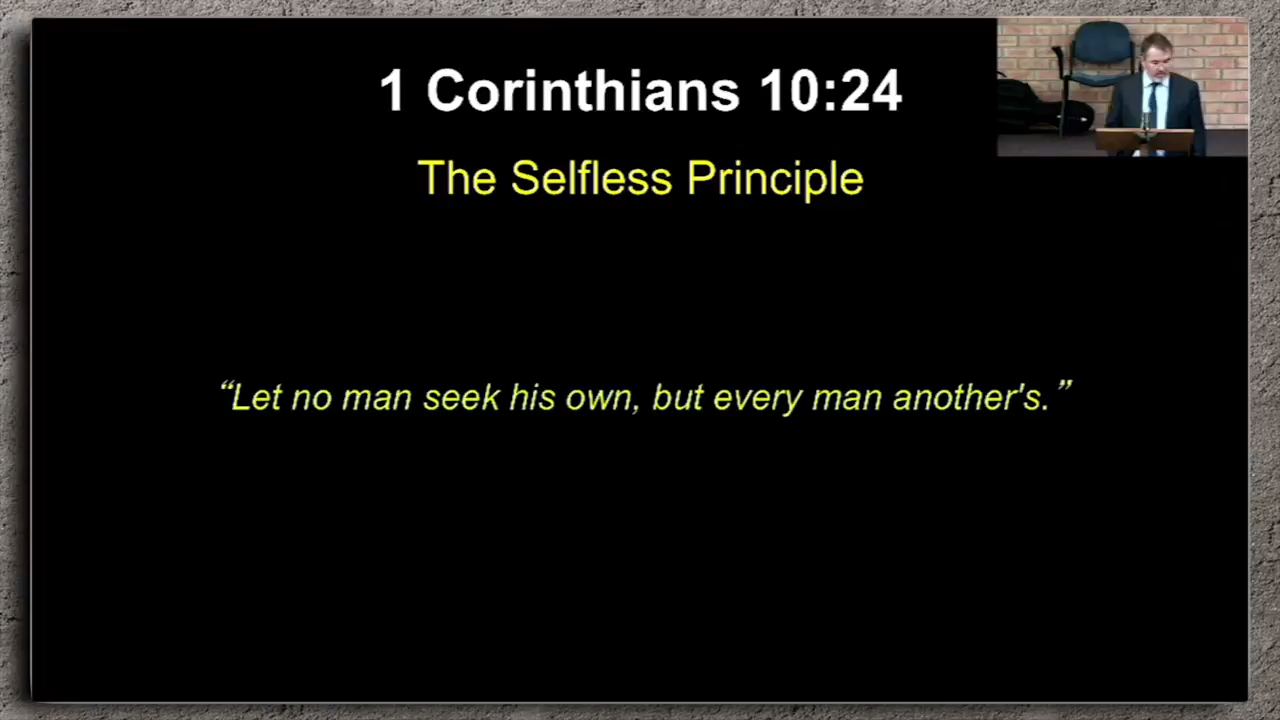 1 Corinthians 10:24
The Selfless Principle
“Let no man seek his own, but every man another's.”